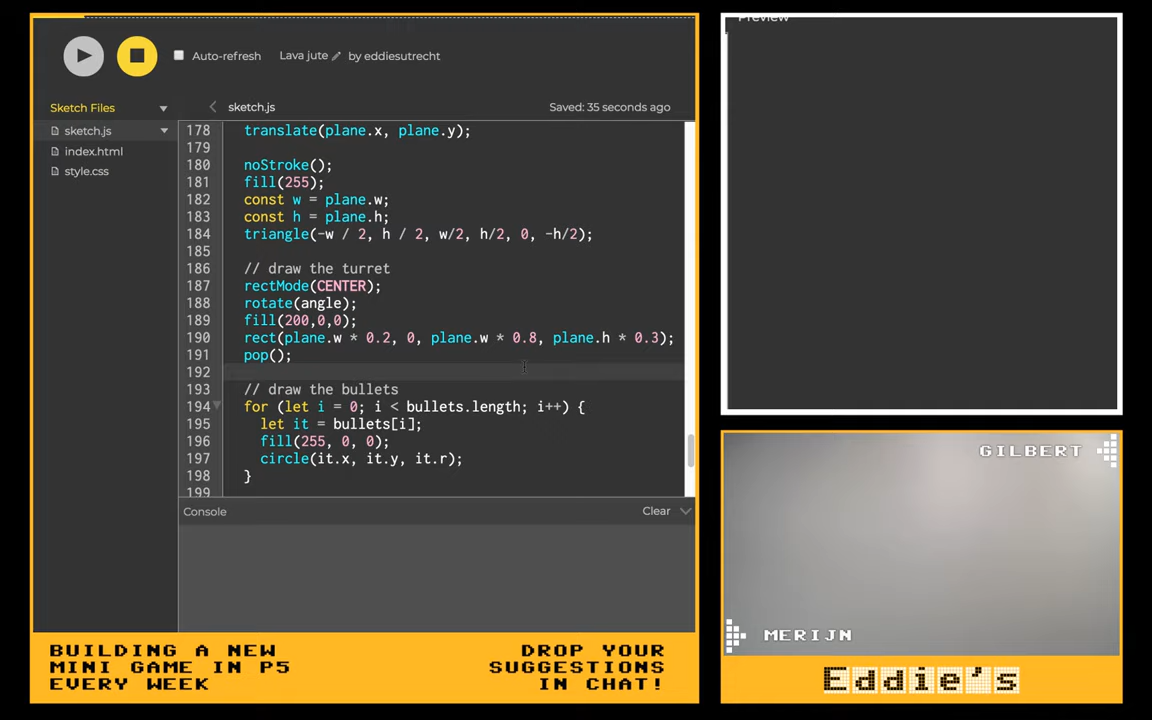 Auto-refresh Lava jute by eddiesutrecht
Sketch Files
sketch.js
index.html
style.css
sketch.js Saved: 35 seconds ago
178 translate(plane.x, plane.y);
179
180 noStroke();
181 fill(255);
182 const w = plane.w;
183 const h = plane.h;
184 triangle(-w / 2, h / 2, w/2, h/2, 0, -h/2);
185
186 // draw the turret
187 rectMode(CENTER);
188 rotate(angle);
189 fill(200,0,0);
190 rect(plane.w * 0.2, 0, plane.w * 0.8, plane.h * 0.3);
191 pop();
192
193 // draw the bullets
194 for (let i = 0; i < bullets.length; i++) {
195 let it = bullets[i];
196 fill(255, 0, 0);
197 circle(it.x, it.y, it.r);
198 }
199
Console Clear
BUILDING A NEW
MINI GAME IN P5
EVERY WEEK
DROP YOUR
SUGGESTIONS
IN CHAT!
Preview
GILBERT
MERIJN
Eddie's